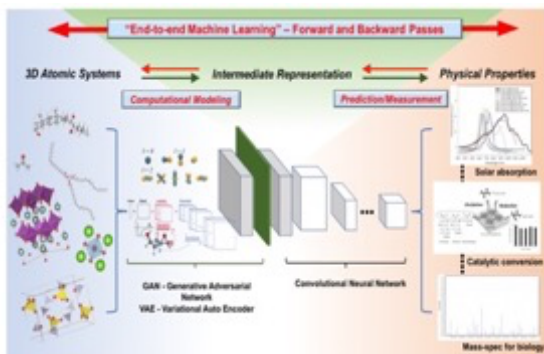 "End-to-end Machine Learning" – Forward and Backward Passes
3D Atomic Systems
Intermediate Representation
Physical Properties
Computational Modeling
Prediction/Measurement
Solar absorption
Catalytic conversion
Mass-spec for biology
GAN - Generative Adversarial
Network
VAE - Variational Auto Encoder
Convolutional Neural Network